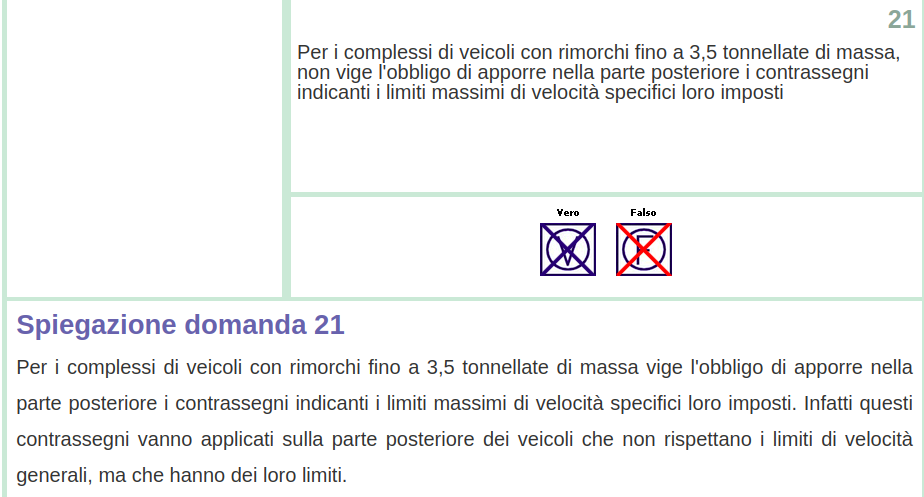 21
Per i complessi di veicoli con rimorchi fino a 3,5 tonnellate di massa,
non vige l'obbligo di apporre nella parte posteriore i contrassegni
indicanti i limiti massimi di velocità specifici loro imposti
Vero Falso
V F
Spiegazione domanda 21
Per i complessi di veicoli con rimorchi fino a 3,5 tonnellate di massa vige l'obbligo di apporre nella
parte posteriore i contrassegni indicanti i limiti massimi di velocità specifici loro imposti. Infatti questi
contrassegni vanno applicati sulla parte posteriore dei veicoli che non rispettano i limiti di velocità
generali, ma che hanno dei loro limiti.